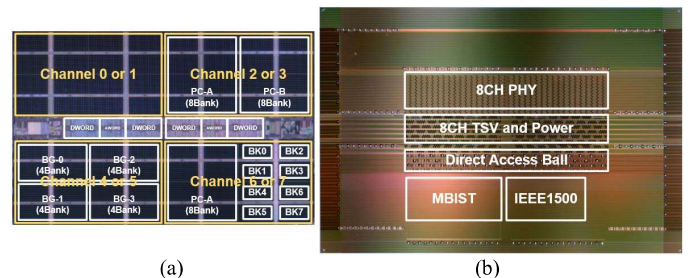 Channel 0 or 1
Channel 2 or 3
PC-A
(8Bank)
PC-B
(8Bank)
DWORD
AWORD
DWORD
DWORD
AWORD
DWORD
BG-0
(4Bank)
BG-2
(4Bank)
Channel 4 or 5
BG-1
(4Bank)
BG-3
(4Bank)
Channel 6 or 7
PC-A
(8Bank)
BK0
BK2
BK1
BK3
BK4
BK6
BK5
BK7
(a)
8CH PHY
8CH TSV and Power
Direct Access Ball
MBIST
IEEE1500
(b)